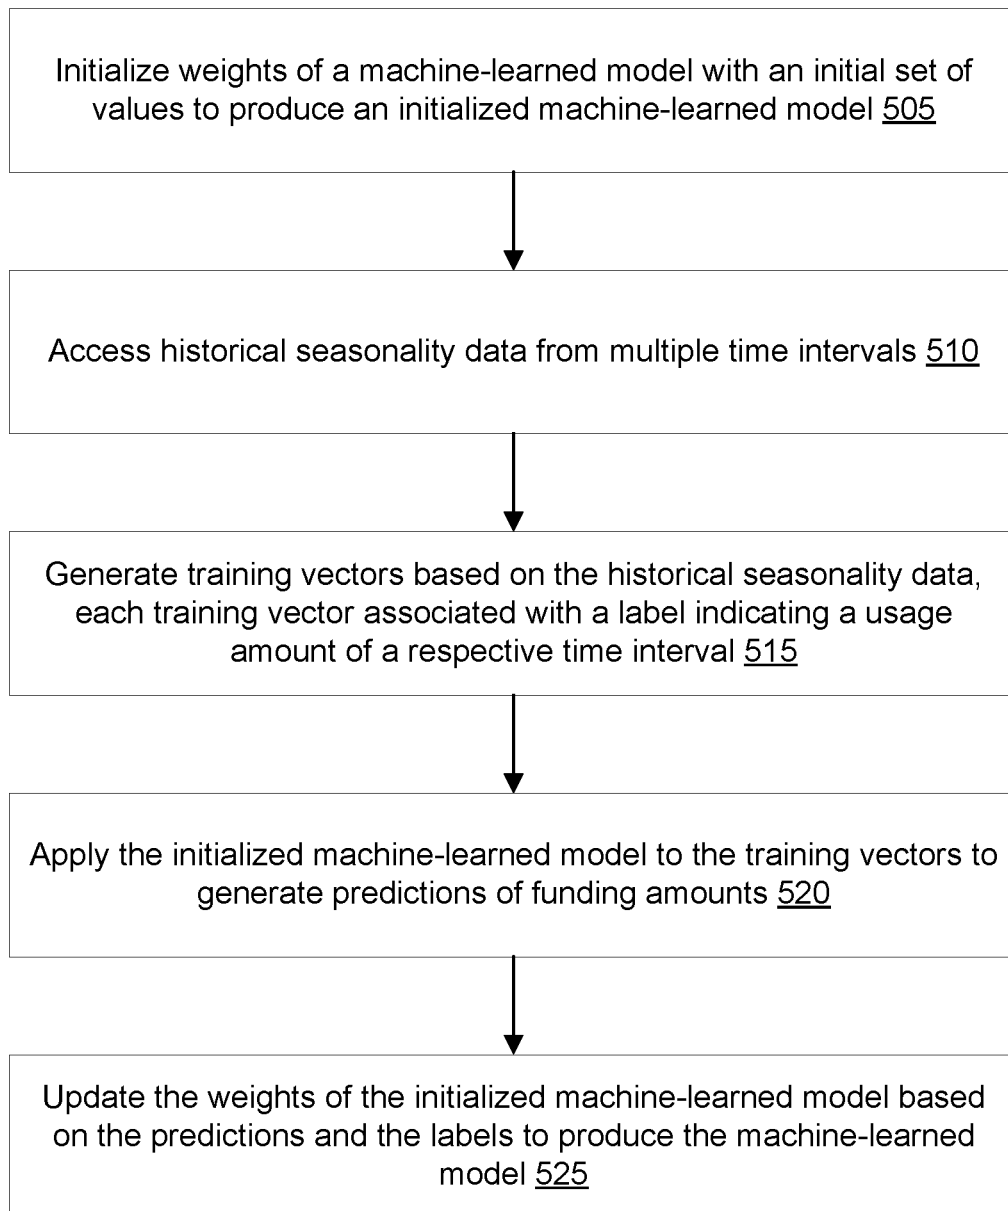 Initialize weights of a machine-learned model with an initial set of
values to produce an initialized machine-learned model 505
Access historical seasonality data from multiple time intervals 510
Generate training vectors based on the historical seasonality data,
each training vector associated with a label indicating a usage
amount of a respective time interval 515
Apply the initialized machine-learned model to the training vectors to
generate predictions of funding amounts 520
Update the weights of the initialized machine-learned model based
on the predictions and the labels to produce the machine-learned
model 525